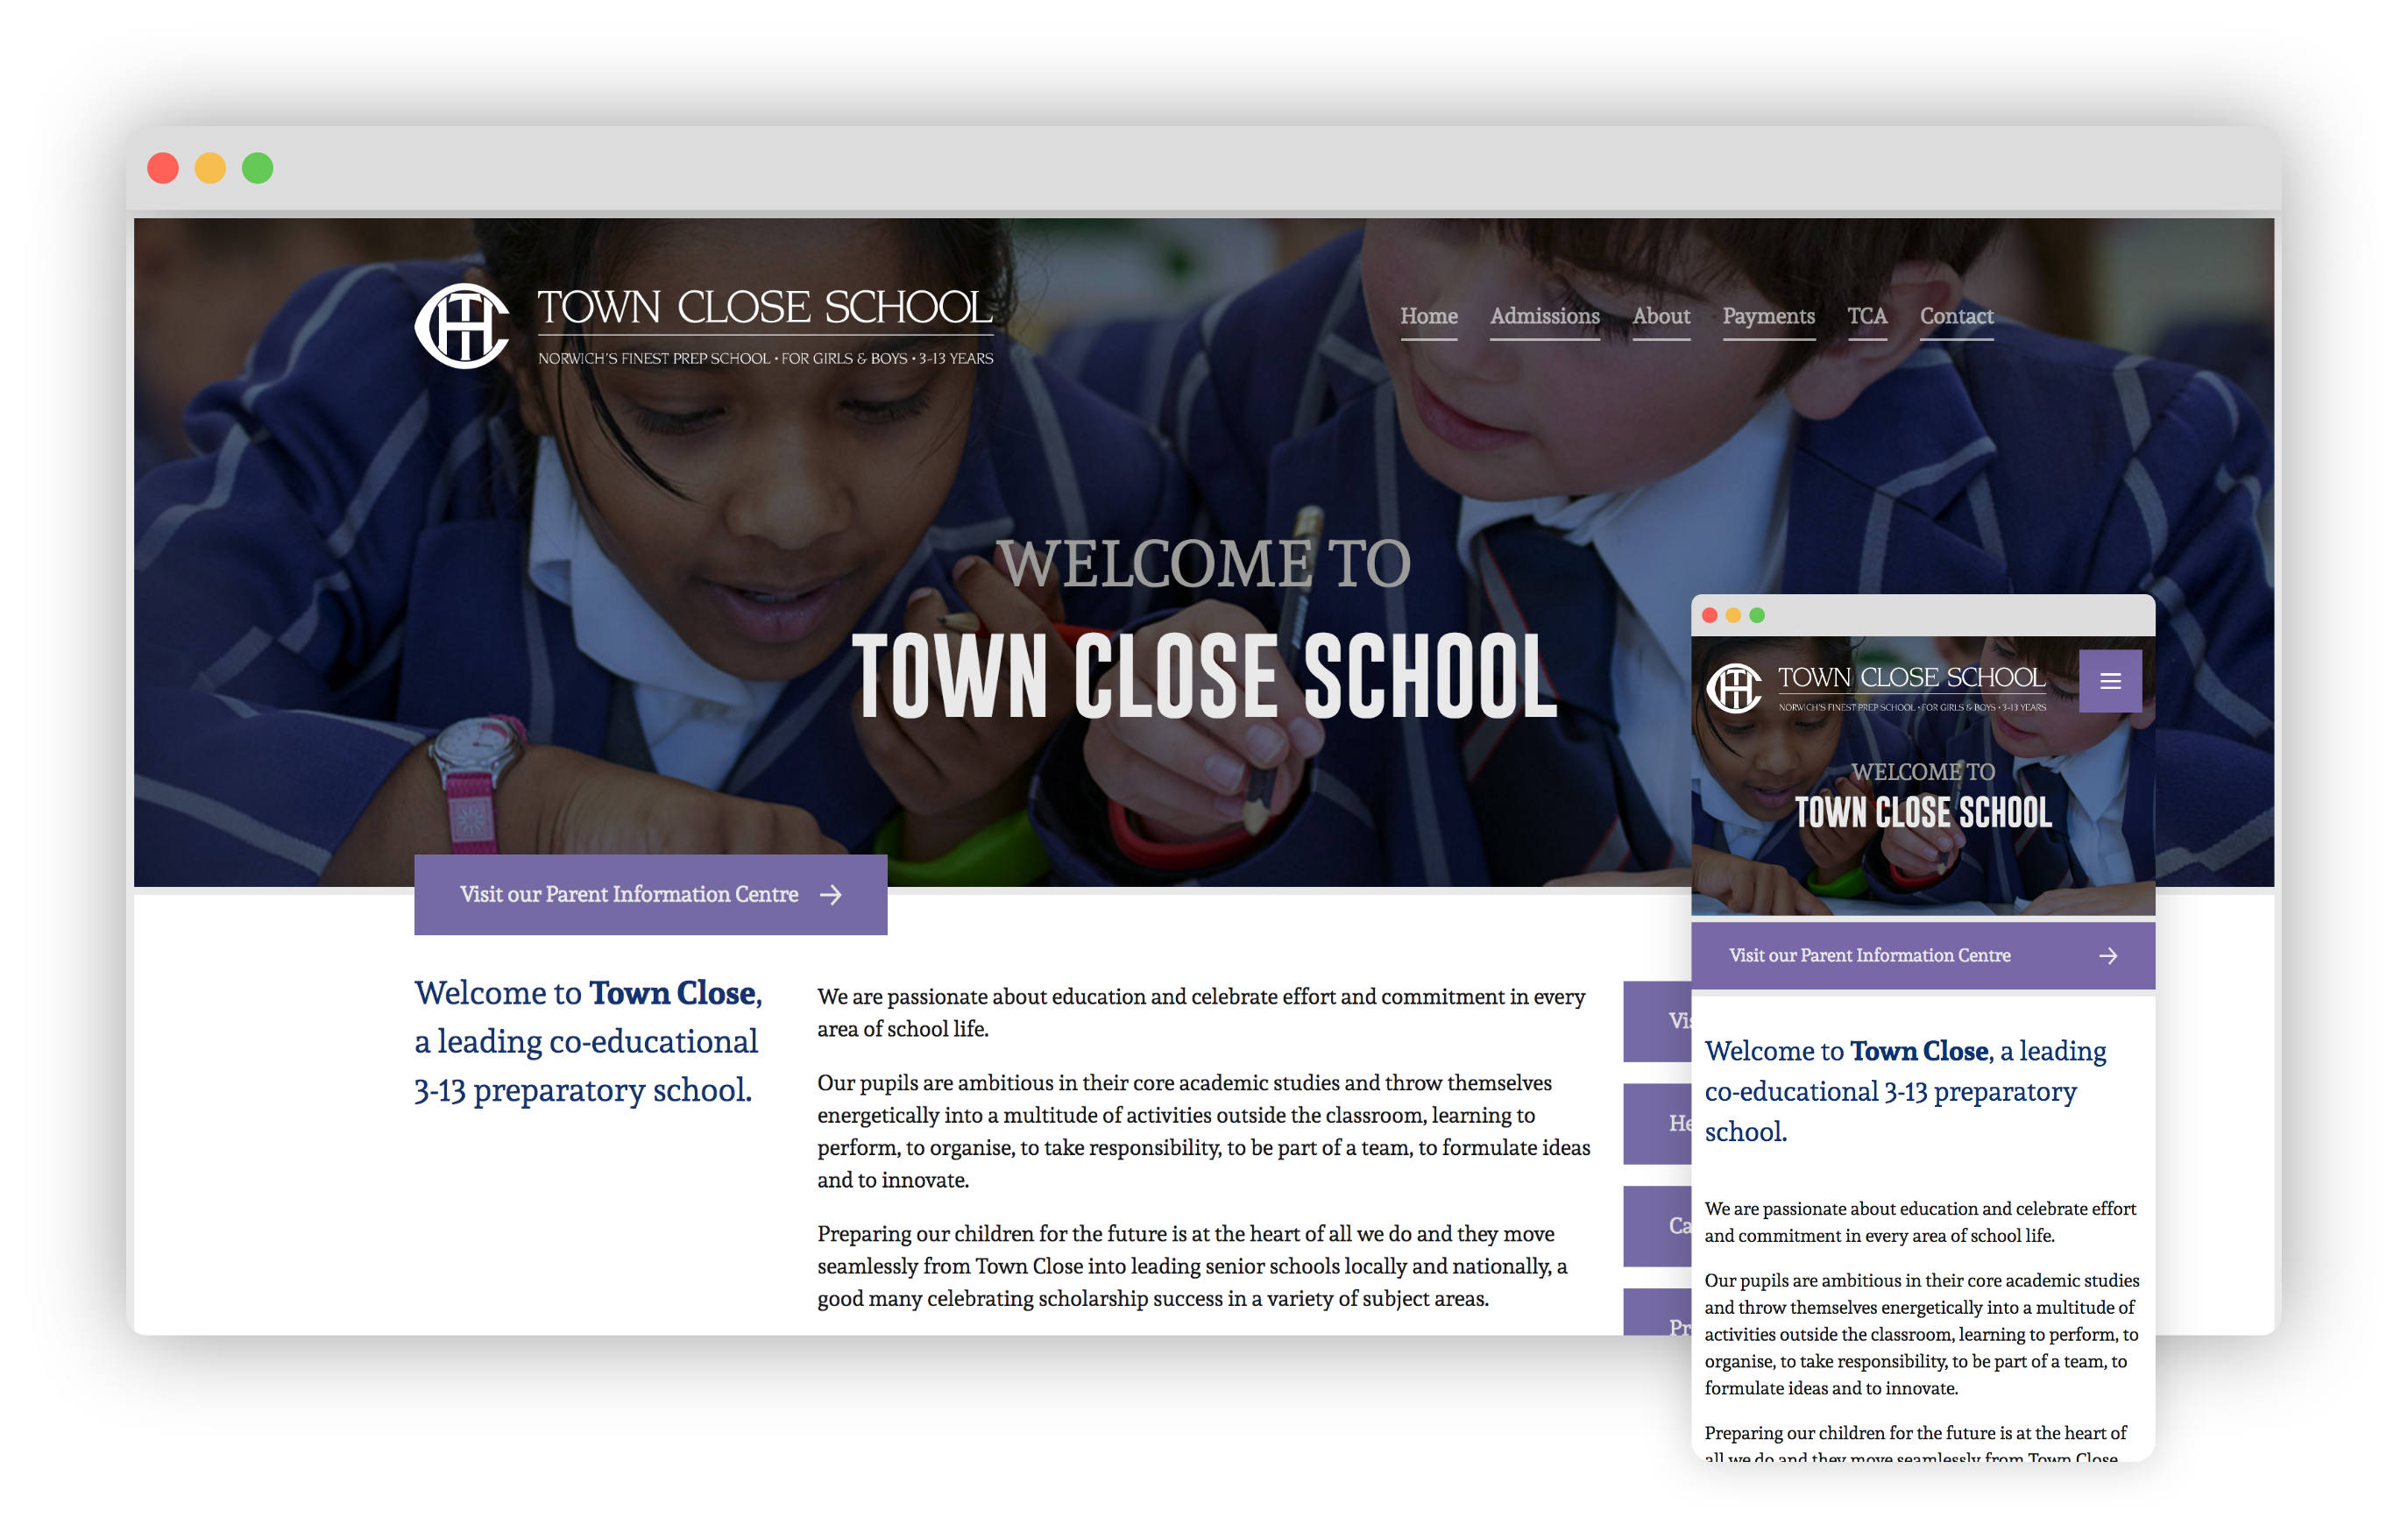 TOWN CLOSE SCHOOL
NORWICH'S FINEST PREP SCHOOL • FOR GIRLS & BOYS • 3-13 YEARS
Home Admissions About Payments TCA Contact
WELCOME TO
TOWN CLOSE SCHOOL
Visit our Parent Information Centre
Welcome to Town Close,
a leading co-educational
3-13 preparatory school.
We are passionate about education and celebrate effort and commitment in every
area of school life.
Our pupils are ambitious in their core academic studies and throw themselves
energetically into a multitude of activities outside the classroom, learning to
perform, to organise, to take responsibility, to be part of a team, to formulate ideas
and to innovate.
Preparing our children for the future is at the heart of all we do and they move
seamlessly from Town Close into leading senior schools locally and nationally, a
good many celebrating scholarship success in a variety of subject areas.
TOWN CLOSE SCHOOL
NORWICH'S FINEST PREP SCHOOL • FOR GIRLS & BOYS • 3-13 YEARS
WELCOME TO
TOWN CLOSE SCHOOL
Visit our Parent Information Centre
Welcome to Town Close, a leading
co-educational 3-13 preparatory
school.
We are passionate about education and celebrate effort
and commitment in every area of school life.
Our pupils are ambitious in their core academic studies
and throw themselves energetically into a multitude of
activities outside the classroom, learning to perform, to
organise, to take responsibility, to be part of a team, to
formulate ideas and to innovate.
Preparing our children for the future is at the heart of
all we do and they move seamlessly from Town Close